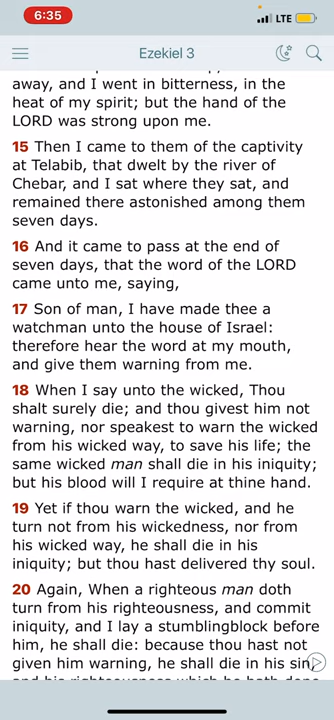 6:35
LTE
Ezekiel 3
away, and I went in bitterness, in the
heat of my spirit; but the hand of the
LORD was strong upon me.
15 Then I came to them of the captivity
at Telabib, that dwelt by the river of
Chebar, and I sat where they sat, and
remained there astonished among them
seven days.
16 And it came to pass at the end of
seven days, that the word of the LORD
came unto me, saying,
17 Son of man, I have made thee a
watchman unto the house of Israel:
therefore hear the word at my mouth,
and give them warning from me.
18 When I say unto the wicked, Thou
shalt surely die; and thou givest him not
warning, nor speakest to warn the wicked
from his wicked way, to save his life; the
same wicked man shall die in his iniquity;
but his blood will I require at thine hand.
19 Yet if thou warn the wicked, and he
turn not from his wickedness, nor from
his wicked way, he shall die in his
iniquity; but thou hast delivered thy soul.
20 Again, When a righteous man doth
turn from his righteousness, and commit
iniquity, and I lay a stumblingblock before
him, he shall die: because thou hast not
given him warning, he shall die in his sin,
and his righteousness which he hath done